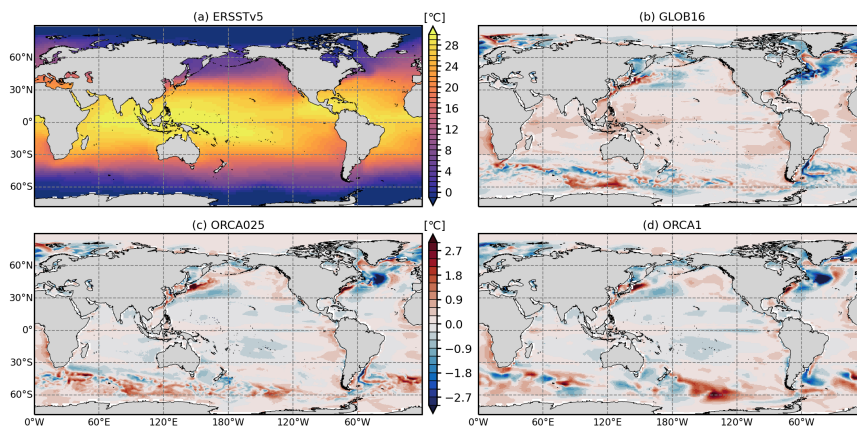 (a) ERSSTv5
[°C]
(b) GLOB16
60°N
30°N
0°
30°S
60°S
28
24
20
16
12
8
4
0
(c) ORCA025
[°C]
(d) ORCA1
60°N
30°N
0°
30°S
60°S
2.7
1.8
0.9
0.0
−0.9
−1.8
−2.7
0°W 60°E 120°E 180°W 120°W 60°W
0°W 60°E 120°E 180°W 120°W 60°W